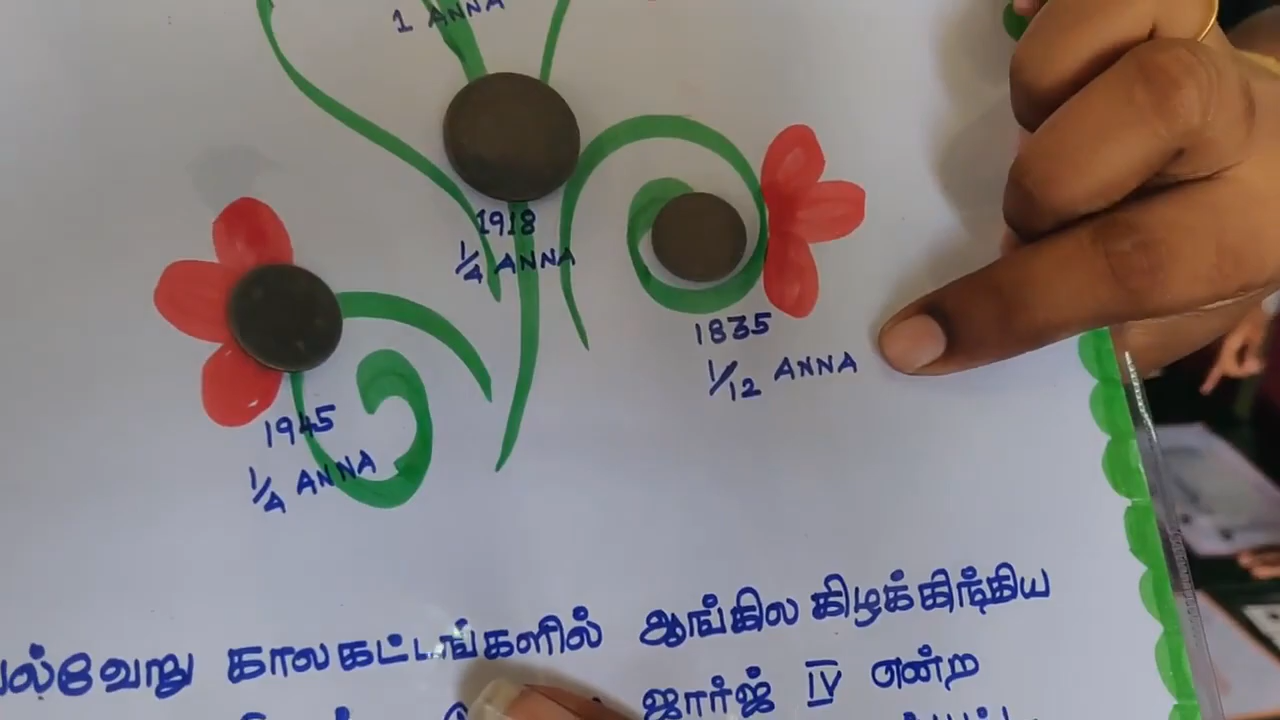 1 ANNA
1918
1/4 ANNA
1835
1/12 ANNA
1945
1/4 ANNA
பல்வேறு காலகட்டங்களில் ஆங்கில கிழக்கிந்கிய
ஜார்ஜ் IV என்ற